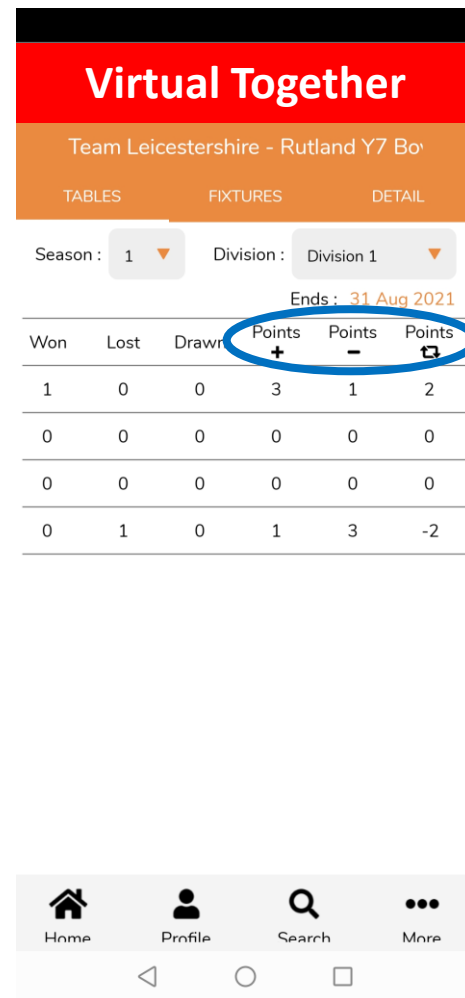 Virtual Together
Team Leicestershire - Rutland Y7 Bo
TABLES FIXTURES DETAIL
Season : 1 Division : Division 1
Ends : 31 Aug 2021
Won Lost Drawn Points + Points - Points
1 0 0 3 1 2
0 0 0 0 0 0
0 0 0 0 0 0
0 1 0 1 3 -2
Home Profile Search More